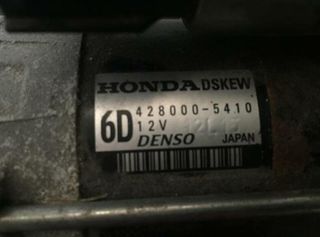 HONDA DSKEW
6D 428000-5410
12V
DENSO JAPAN